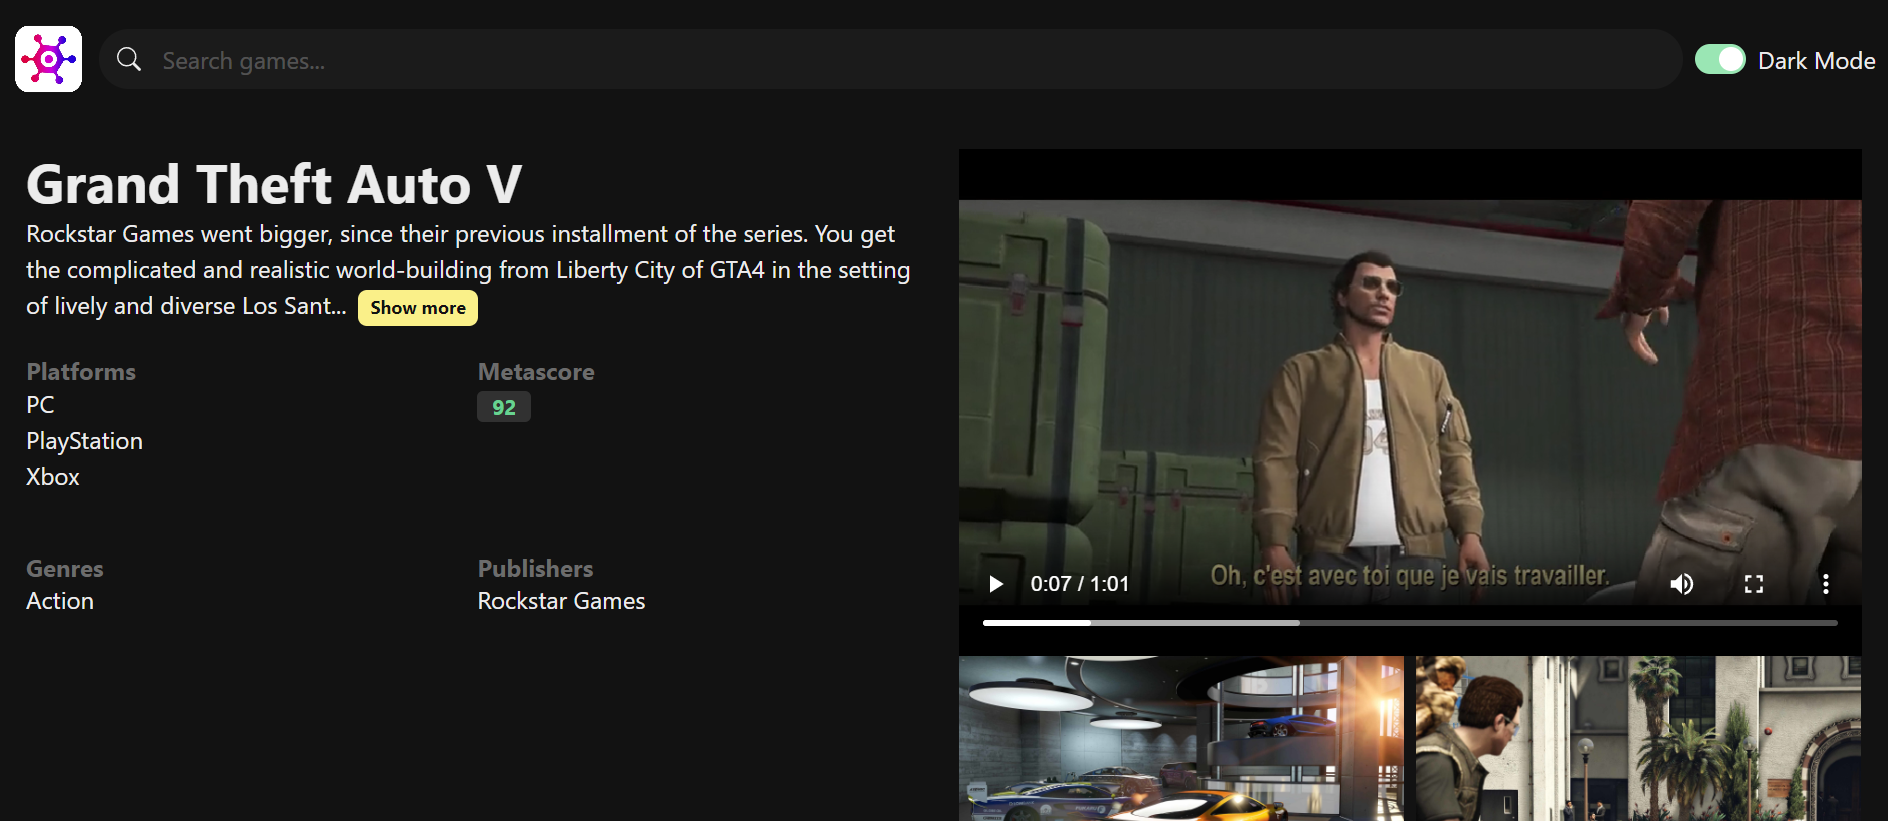 Search games...
Dark Mode
Grand Theft Auto V
Rockstar Games went bigger, since their previous installment of the series. You get
the complicated and realistic world-building from Liberty City of GTA4 in the setting
of lively and diverse Los Sant... Show more
Platforms
PC
PlayStation
Xbox
Metascore
92
Genres
Action
Publishers
Rockstar Games
Oh, c'est avec toi que je vais travailler.
0:07 / 1:01